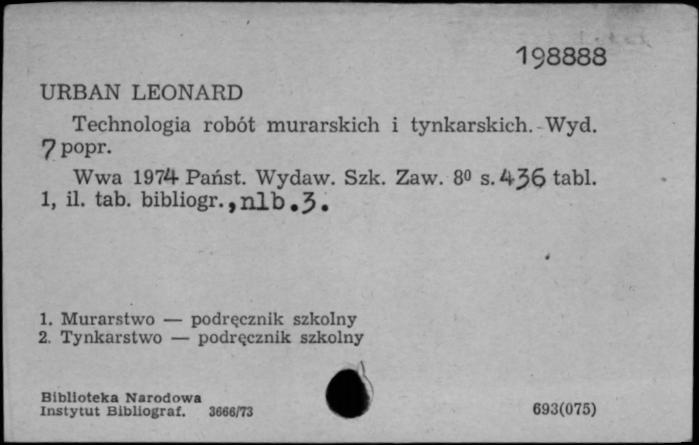 198888
URBAN LEONARD
Technologia robót murarskich i tynkarskich. - Wyd.
7 popr.
Wwa 1974 Państ. Wydaw. Szk. Zaw. 8⁰ s. 436 tabl.
1, il. tab. bibliogr., nlb. 3.
1. Murarstwo — podręcznik szkolny
2. Tynkarstwo — podręcznik szkolny
Biblioteka Narodowa
Instytut Bibliograf. 3666/73 693(075)